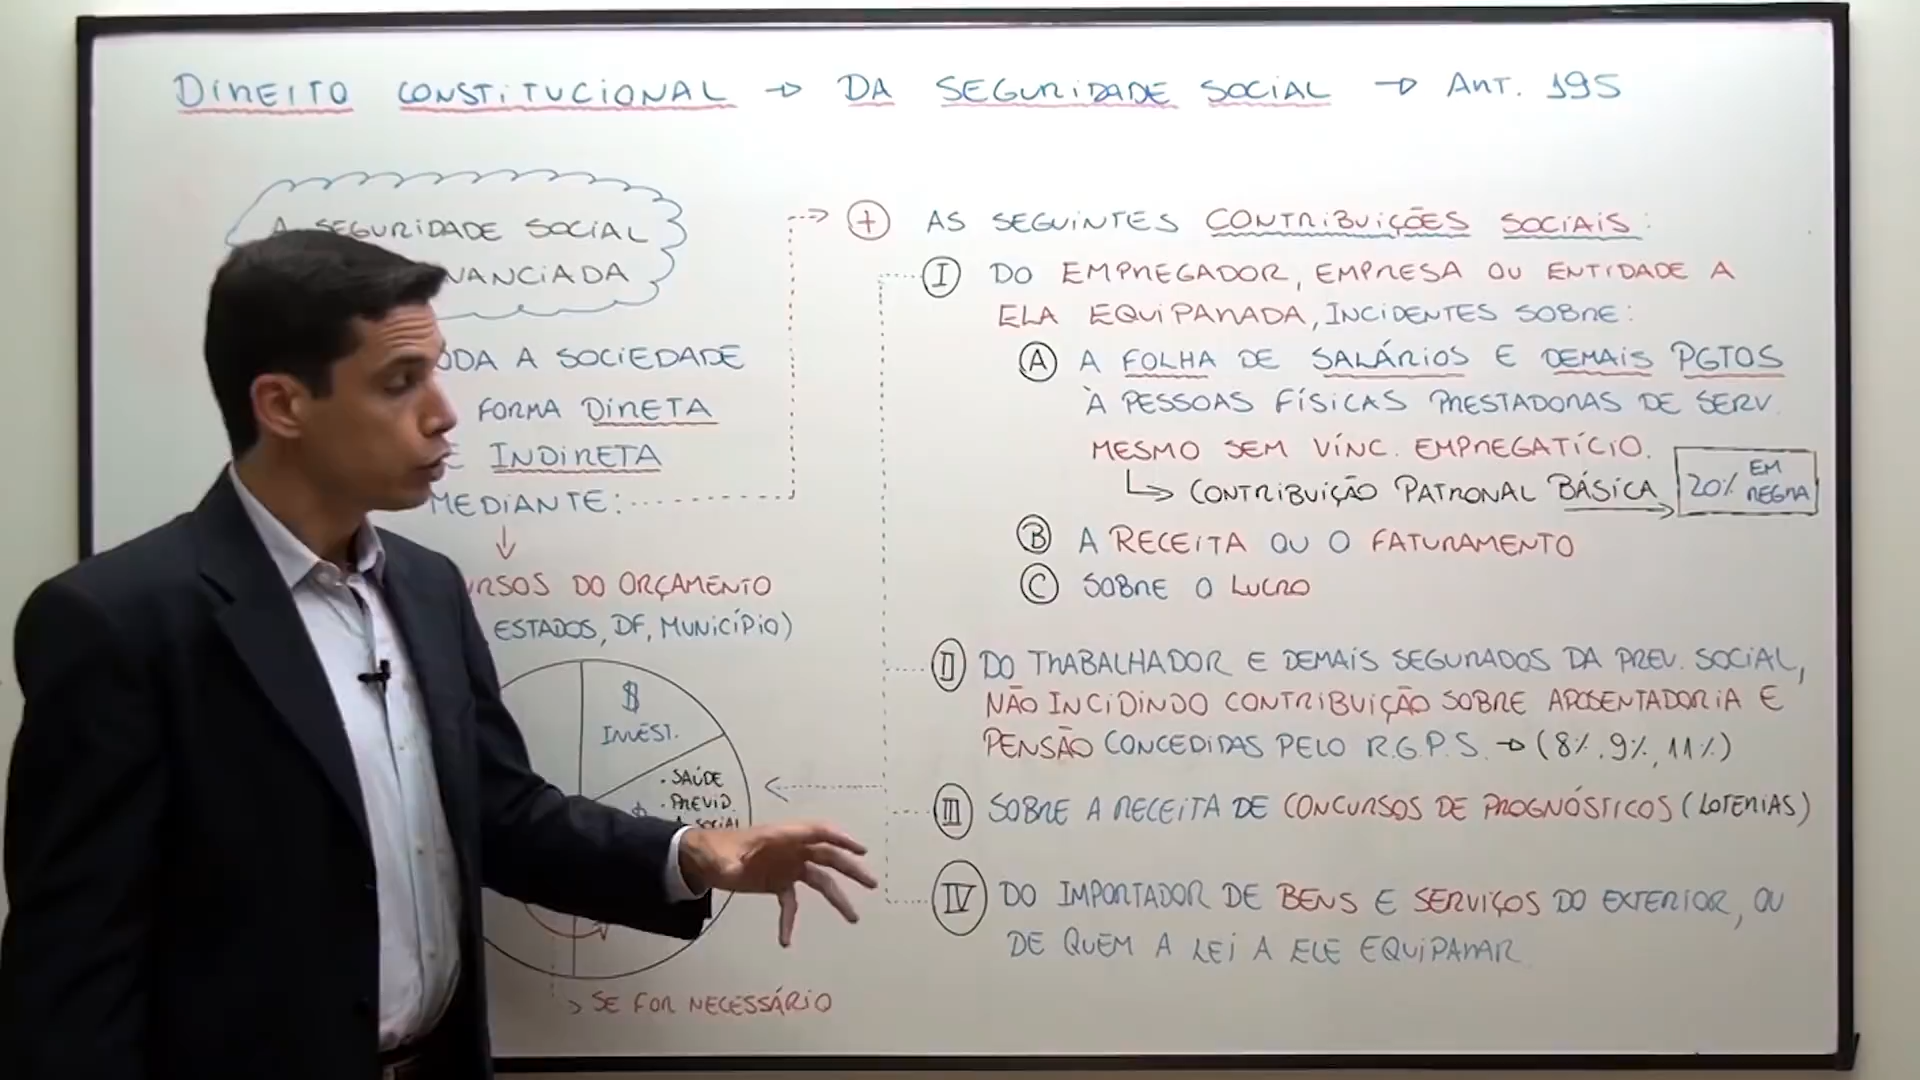 DIREITO CONSTITUCIONAL → DA SEGURIDADE SOCIAL → ART. 195
A SEGURIDADE SOCIAL
NANCIADA
ODA A SOCIEDADE
FORMA DIRETA
E INDIRETA
MEDIANTE:
URSOS DO ORÇAMENTO
ESTADOS, DF, MUNICÍPIO)
$
INVEST.
. SAÚDE
. PREVID.
SOCIAL
→ SE FOR NECESSÁRIO
+ AS SEGUINTES CONTRIBUIÇÕES SOCIAIS:
I DO EMPREGADOR, EMPRESA OU ENTIDADE A
ELA EQUIPARADA, INCIDENTES SOBRE:
A A FOLHA DE SALÁRIOS E DEMAIS PGTOS
À PESSOAS FÍSICAS PRESTADORAS DE SERV.
MESMO SEM VÍNC. EMPREGATÍCIO.
↳ CONTRIBUIÇÃO PATRONAL BÁSICA → 20% EM REGRA
B A RECEITA OU O FATURAMENTO
C SOBRE O LUCRO
II DO TRABALHADOR E DEMAIS SEGURADOS DA PREV. SOCIAL,
NÃO INCIDINDO CONTRIBUIÇÃO SOBRE APOSENTADORIA E
PENSÃO CONCEDIDAS PELO R.G.P.S. → (8%, 9%, 11%)
III SOBRE A RECEITA DE CONCURSOS DE PROGNÓSTICOS (LOTERIAS)
IV DO IMPORTADOR DE BENS E SERVIÇOS DO EXTERIOR, OU
DE QUEM A LEI A ELE EQUIPARAR